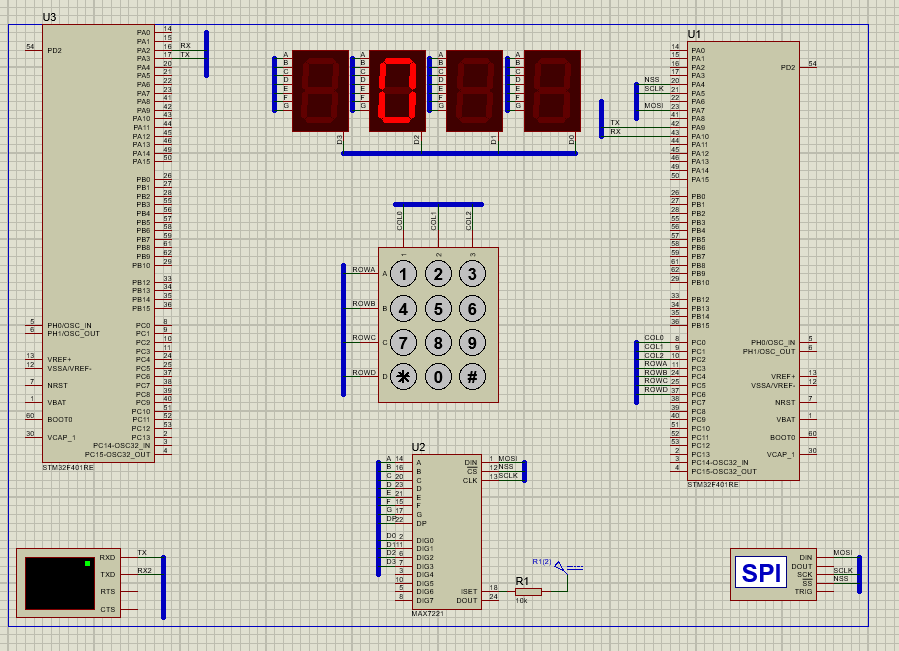 U3
PA0 14
PA1 15
54 PD2 PA2 16 RX
PA3 17 TX
PA4 20
PA5 21
PA6 22
PA7 23
PA8 41
PA9 42
PA10 43
PA11 44
PA12 45
PA13 46
PA14 49
PA15 50
PB0 26
PB1 27
PB2 28
PB3 55
PB4 56
PB5 57
PB6 58
PB7 59
PB8 61
PB9 62
PB10 29
PB12 33
PB13 34
PB14 35
PB15 36
5 PH0/OSC_IN PC0 8
6 PH1/OSC_OUT PC1 9
PC2 10
PC3 11
13 VREF+ PC4 24
12 VSSA/VREF- PC5 25
PC6 37
7 NRST PC7 38
PC8 39
1 VBAT PC9 40
PC10 51
60 BOOT0 PC11 52
PC12 53
30 VCAP_1 PC13 2
PC14-OSC32_IN 3
PC15-OSC32_OUT 4
STM32F401RE
A A A A
B B B B
C C C C
D D D D
E E E E
F F F F
G G G G
D3 D2 D1 D0
COL0 COL1 COL2
1 2 3
ROWA A 1 2 3
ROWB B 4 5 6
ROWC C 7 8 9
ROWD D * 0 #
U1
14 PA0
15 PA1
16 PA2 PD2 54
17 PA3
NSS 20 PA4
SCLK 21 PA5
22 PA6
MOSI 23 PA7
41 PA8
TX 42 PA9
RX 43 PA10
44 PA11
45 PA12
46 PA13
49 PA14
50 PA15
26 PB0
27 PB1
28 PB2
55 PB3
56 PB4
57 PB5
58 PB6
59 PB7
61 PB8
62 PB9
29 PB10
33 PB12
34 PB13
35 PB14
36 PB15
COL0 8 PC0 PH0/OSC_IN 5
COL1 9 PC1 PH1/OSC_OUT 6
COL2 10 PC2
ROWA 11 PC3
ROWB 24 PC4 VREF+ 13
ROWC 25 PC5 VSSA/VREF- 12
ROWD 37 PC6
38 PC7 NRST 7
39 PC8
40 PC9 VBAT 1
51 PC10
52 PC11 BOOT0 60
53 PC12
2 PC13 VCAP_1 30
3 PC14-OSC32_IN
4 PC15-OSC32_OUT
STM32F401RE
U2
A 14 A DIN 1 MOSI
B 16 B CS 12 NSS
C 20 C CLK 13 SCLK
D 23 D
E 21 E
F 15 F
G 17 G
DP 22 DP
D0 2 DIG0
D1 11 DIG1
D2 6 DIG2
D3 7 DIG3
3 DIG4
10 DIG5
5 DIG6 ISET 18
8 DIG7 DOUT 24
MAX7221
R1
10k
R1(2)
RXD TX
TXD RX2
RTS
CTS
SPI
DIN MOSI
DOUT
SCK SCLK
SS NSS
TRIG